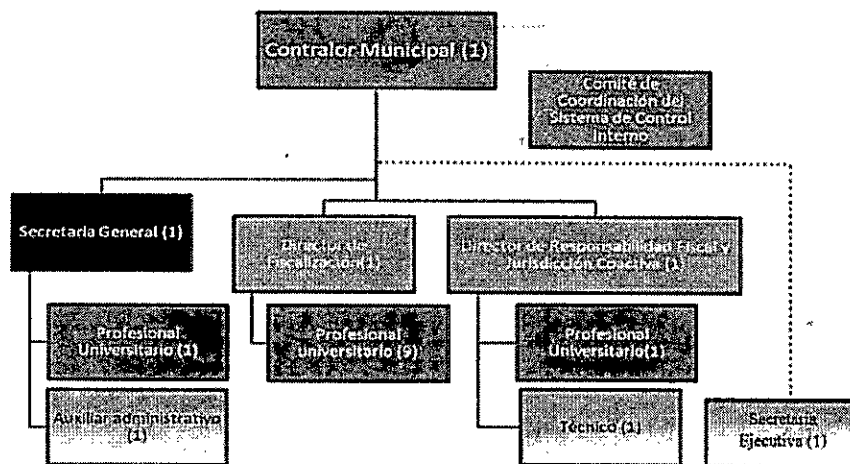 Contralor Municipal (1)
Comité de
Coordinación del
Sistema de Control
Interno
Secretaría General (1)
Director de
Fiscalización(1)
Director de Responsabilidad Fiscal y
Jurisdicción Coactiva (1)
Profesional
Universitario (1)
Profesional
Universitario (9)
Profesional
Universitario(1)
Auxiliar administrativo
(1)
Técnico (1)
Secretaria
Ejecutiva (1)